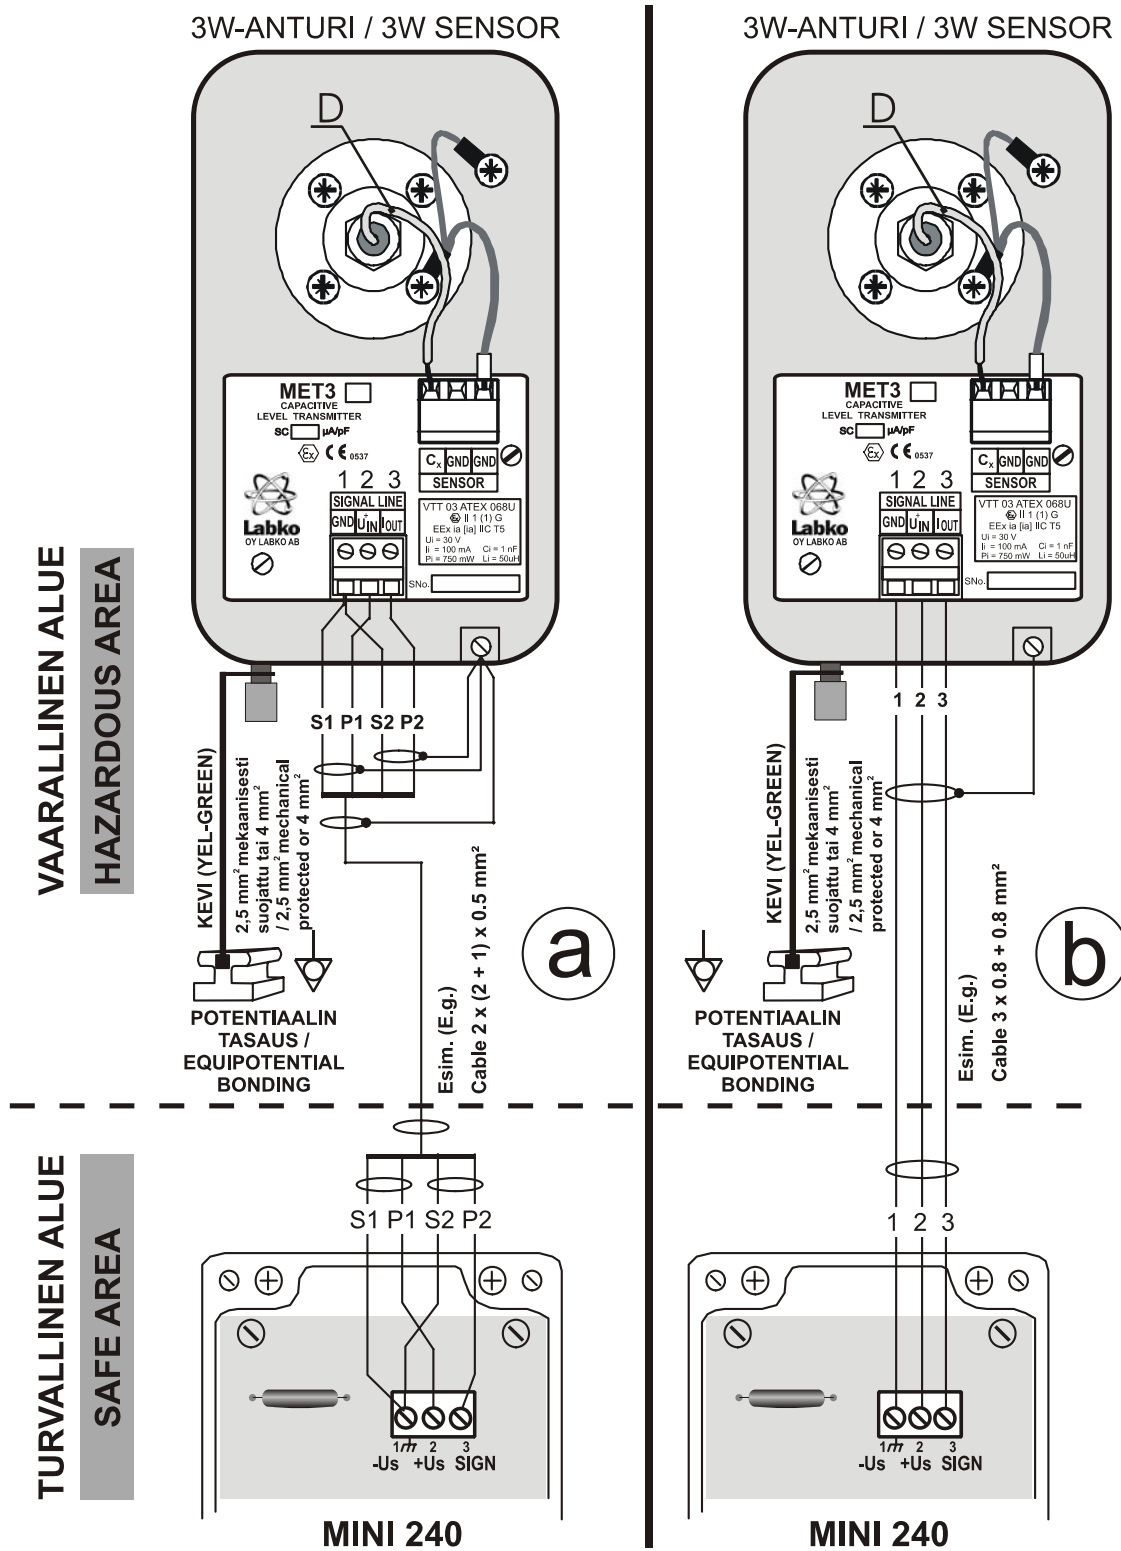 3W-ANTURI / 3W SENSOR
D
MET3
CAPACITIVE
LEVEL TRANSMITTER
SC µA/pF
Ex CE 0537
Cx GND GND
SENSOR
1 2 3
SIGNAL LINE
GND UIN+ IOUT
Labko
OY LABKO AB
VTT 03 ATEX 068U
Ex II 1 (1) G
EEx ia [ia] IIC T5
Ui = 30 V
Ii = 100 mA Ci = 1 nF
Pi = 750 mW Li = 50uH
SNo.
S1 P1 S2 P2
KEVI (YEL-GREEN)
2,5 mm² mekaanisesti
suojattu tai 4 mm²
/ 2,5 mm² mechanical
protected or 4 mm²
POTENTIAALIN
TASAUS /
EQUIPOTENTIAL
BONDING
Esim. (E.g.)
Cable 2 x (2 + 1) x 0.5 mm²
a
VAARALLINEN ALUE
HAZARDOUS AREA
S1 P1 S2 P2
1 2 3
-Us +Us SIGN
MINI 240
TURVALLINEN ALUE
SAFE AREA
3W-ANTURI / 3W SENSOR
D
MET3
CAPACITIVE
LEVEL TRANSMITTER
SC µA/pF
Ex CE 0537
Cx GND GND
SENSOR
1 2 3
SIGNAL LINE
GND UIN+ IOUT
Labko
OY LABKO AB
VTT 03 ATEX 068U
Ex II 1 (1) G
EEx ia [ia] IIC T5
Ui = 30 V
Ii = 100 mA Ci = 1 nF
Pi = 750 mW Li = 50uH
SNo.
1 2 3
KEVI (YEL-GREEN)
2,5 mm² mekaanisesti
suojattu tai 4 mm²
/ 2,5 mm² mechanical
protected or 4 mm²
POTENTIAALIN
TASAUS /
EQUIPOTENTIAL
BONDING
Esim. (E.g.)
Cable 3 x 0.8 + 0.8 mm²
b
1 2 3
1 2 3
-Us +Us SIGN
MINI 240